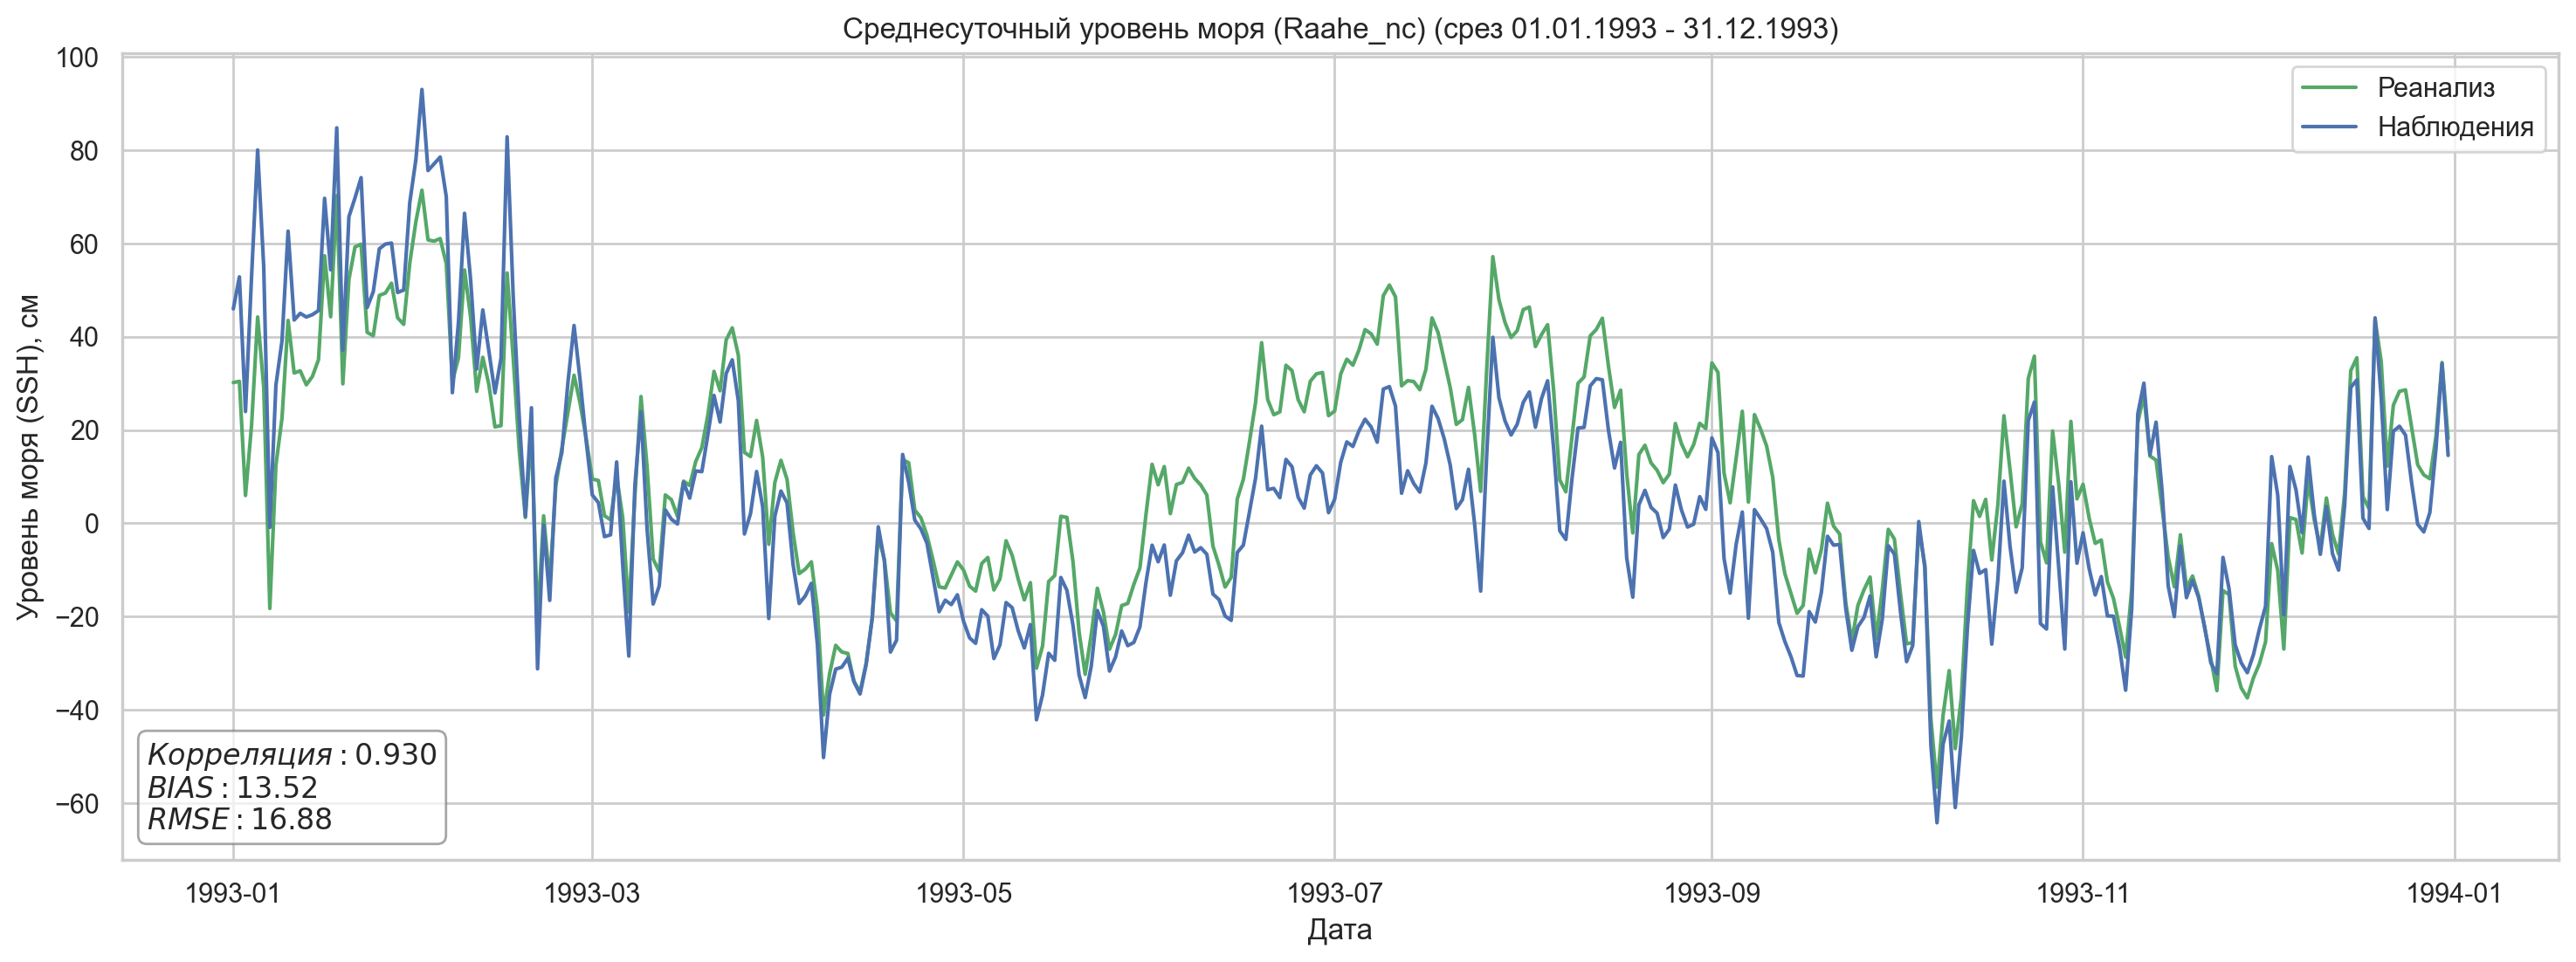 Среднесуточный уровень моря (Raahe_nc) (срез 01.01.1993 - 31.12.1993)
Реанализ
Наблюдения
Уровень моря (SSH), см
100
80
60
40
20
0
−20
−40
−60
Корреляция : 0.930
BIAS : 13.52
RMSE : 16.88
1993-01 1993-03 1993-05 1993-07 1993-09 1993-11 1994-01
Дата